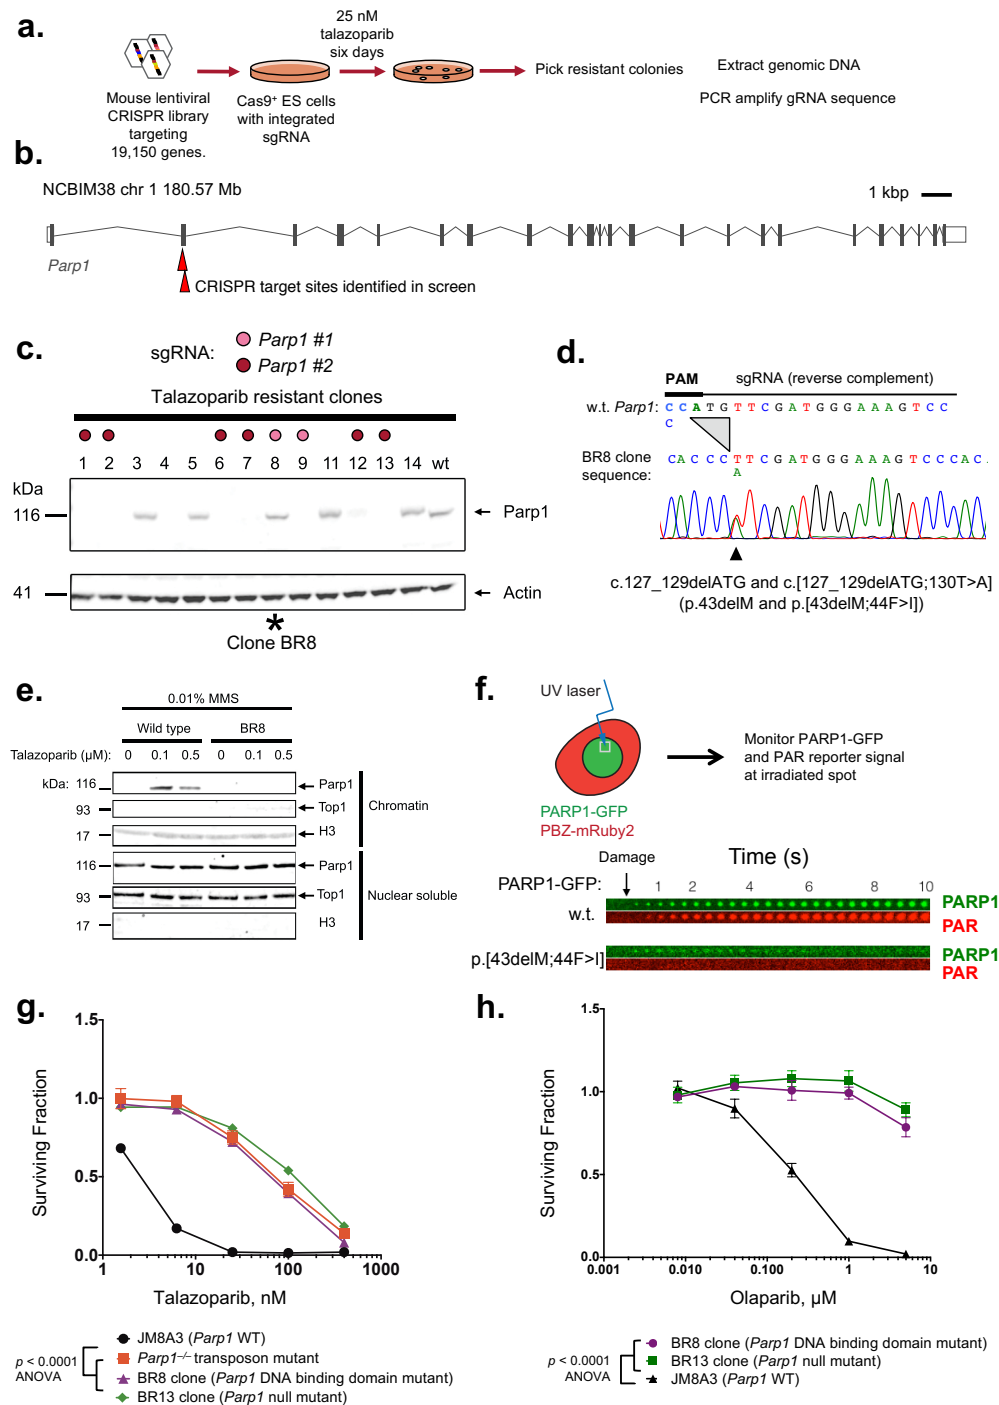 a.
25 nM
talazoparib
six days
Pick resistant colonies
Extract genomic DNA
PCR amplify gRNA sequence
Mouse lentiviral
CRISPR library
targeting
19,150 genes.
Cas9+ ES cells
with integrated
sgRNA
b.
NCBIM38 chr 1 180.57 Mb
1 kbp
Parp1
CRISPR target sites identified in screen
c.
sgRNA:
Parp1 #1
Parp1 #2
Talazoparib resistant clones
1 2 3 4 5 6 7 8 9 11 12 13 14 wt
kDa
116
Parp1
41
Actin
*
Clone BR8
d.
PAM
sgRNA (reverse complement)
w.t. Parp1: C C A T G T T C G A T G G G A A A G T C C
C
BR8 clone
sequence:
C A C C C T T C G A T G G G A A A G T C C C A C
A
c.127_129delATG and c.[127_129delATG;130T>A]
(p.43delM and p.[43delM;44F>I])
e.
0.01% MMS
Wild type BR8
Talazoparib (µM): 0 0.1 0.5 0 0.1 0.5
kDa: 116 Parp1
93 Top1
Chromatin
17 H3
116 Parp1
93 Top1
Nuclear soluble
17 H3
f.
UV laser
Monitor PARP1-GFP
and PAR reporter signal
at irradiated spot
PARP1-GFP
PBZ-mRuby2
Damage
Time (s)
PARP1-GFP: 1 2 4 6 8 10
w.t.
PARP1
PAR
p.[43delM;44F>I]
PARP1
PAR
g.
1.5
1.0
0.5
0.0
Surviving Fraction
1 10 100 1000
Talazoparib, nM
JM8A3 (Parp1 WT)
Parp1–/– transposon mutant
BR8 clone (Parp1 DNA binding domain mutant)
BR13 clone (Parp1 null mutant)
p < 0.0001
ANOVA
h.
1.5
1.0
0.5
0.0
Surviving Fraction
0.001 0.010 0.100 1 10
Olaparib, µM
BR8 clone (Parp1 DNA binding domain mutant)
BR13 clone (Parp1 null mutant)
JM8A3 (Parp1 WT)
p < 0.0001
ANOVA